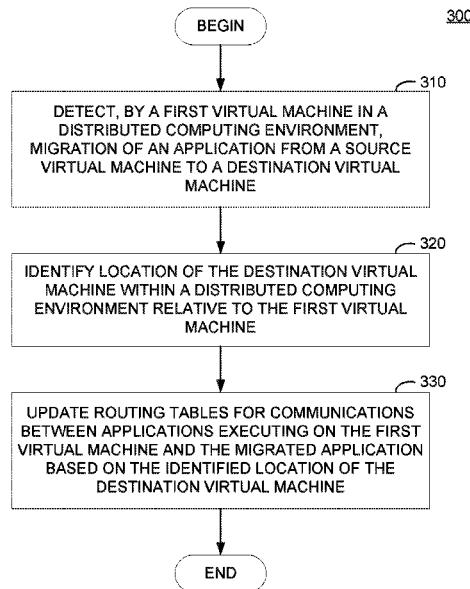 BEGIN
300
310
DETECT, BY A FIRST VIRTUAL MACHINE IN A
DISTRIBUTED COMPUTING ENVIRONMENT,
MIGRATION OF AN APPLICATION FROM A SOURCE
VIRTUAL MACHINE TO A DESTINATION VIRTUAL
MACHINE
320
IDENTIFY LOCATION OF THE DESTINATION VIRTUAL
MACHINE WITHIN A DISTRIBUTED COMPUTING
ENVIRONMENT RELATIVE TO THE FIRST VIRTUAL
MACHINE
330
UPDATE ROUTING TABLES FOR COMMUNICATIONS
BETWEEN APPLICATIONS EXECUTING ON THE FIRST
VIRTUAL MACHINE AND THE MIGRATED APPLICATION
BASED ON THE IDENTIFIED LOCATION OF THE
DESTINATION VIRTUAL MACHINE
END